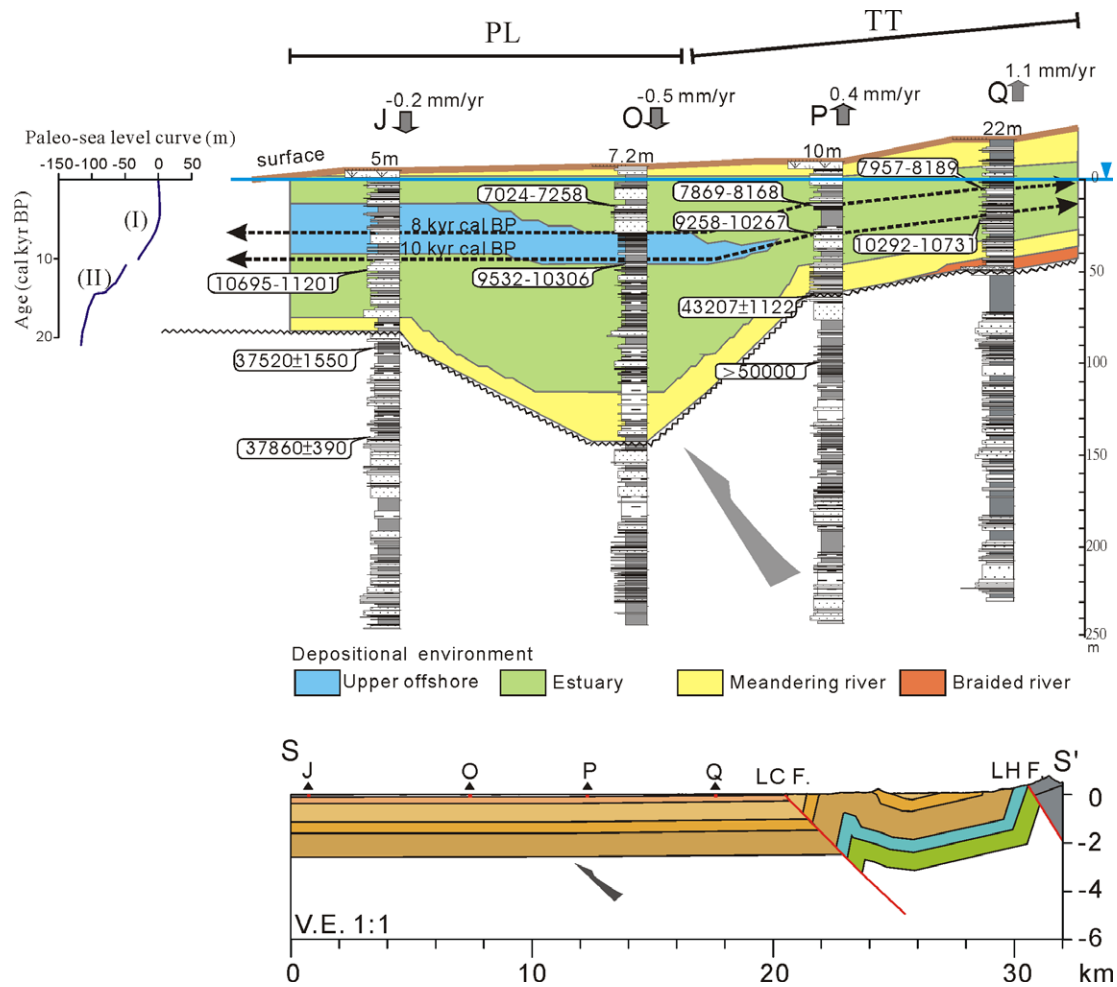 PL
TT
-0.2 mm/yr
-0.5 mm/yr
0.4 mm/yr
1.1 mm/yr
J
O
P
Q
Paleo-sea level curve (m)
-150 -100 -50 0 50
surface
5m
7.2m
10m
22m
7024-7258
7869-8168
7957-8189
0
(I)
8 kyr cal BP
9258-10267
10 kyr cal BP
10292-10731
Age (cal kyr BP)
10
(II)
10695-11201
9532-10306
50
43207±1122
20
37520±1550
>50000
100
37860±390
150
200
250
m
Depositional environment
Upper offshore
Estuary
Meandering river
Braided river
S
J
O
P
Q
LC F.
LH F.
S'
0
-2
-4
V.E. 1:1
-6
0 10 20 30 km